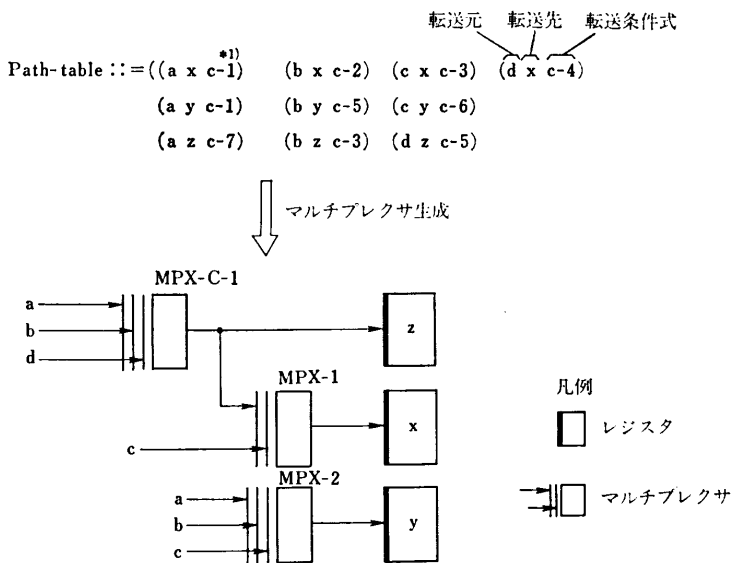 転送元 転送先 転送条件式
*1)
Path-table ::=((a x c-1) (b x c-2) (c x c-3) (d x c-4)
(a y c-1) (b y c-5) (c y c-6)
(a z c-7) (b z c-3) (d z c-5)
マルチプレクサ生成
MPX-C-1
a
b
d
z
MPX-1
c
x
MPX-2
a
b
c
y
凡例
レジスタ
マルチプレクサ